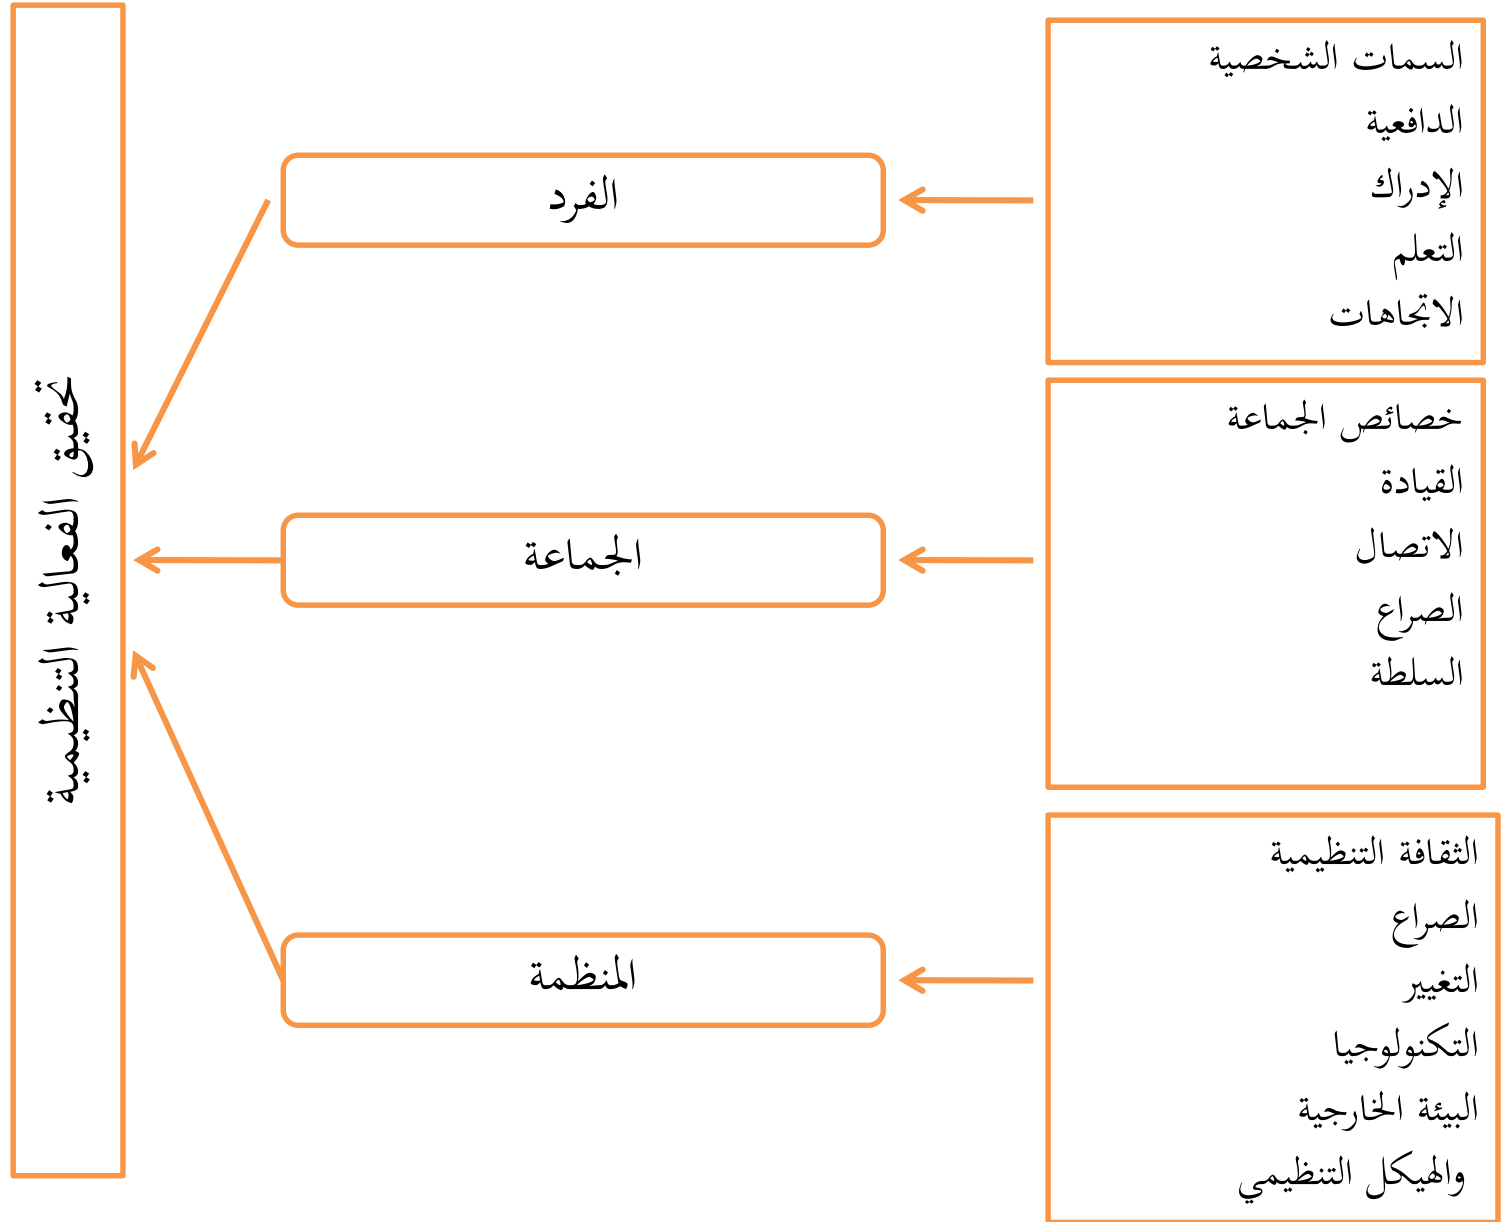 السمات الشخصية
الدافعية
الإدراك
التعلم
الاتجاهات
الفرد
خصائص الجماعة
القيادة
الاتصال
الصراع
السلطة
الجماعة
الثقافة التنظيمية
الصراع
التغيير
التكنولوجيا
البيئة الخارجية
والهيكل التنظيمي
المنظمة
تحقيق الفعالية التنظيمية